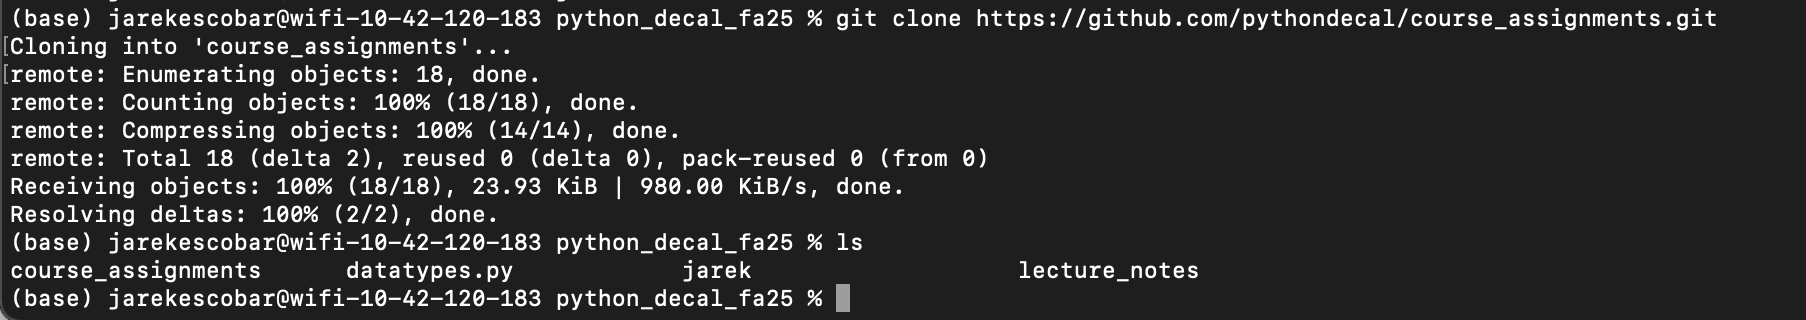 (base) jarekescobar@wifi-10-42-120-183 python_decal_fa25 % git clone https://github.com/pythondecal/course_assignments.git
[Cloning into 'course_assignments'...
[remote: Enumerating objects: 18, done.
remote: Counting objects: 100% (18/18), done.
remote: Compressing objects: 100% (14/14), done.
remote: Total 18 (delta 2), reused 0 (delta 0), pack-reused 0 (from 0)
Receiving objects: 100% (18/18), 23.93 KiB | 980.00 KiB/s, done.
Resolving deltas: 100% (2/2), done.
(base) jarekescobar@wifi-10-42-120-183 python_decal_fa25 % ls
course_assignments      datatypes.py            jarek                   lecture_notes
(base) jarekescobar@wifi-10-42-120-183 python_decal_fa25 %